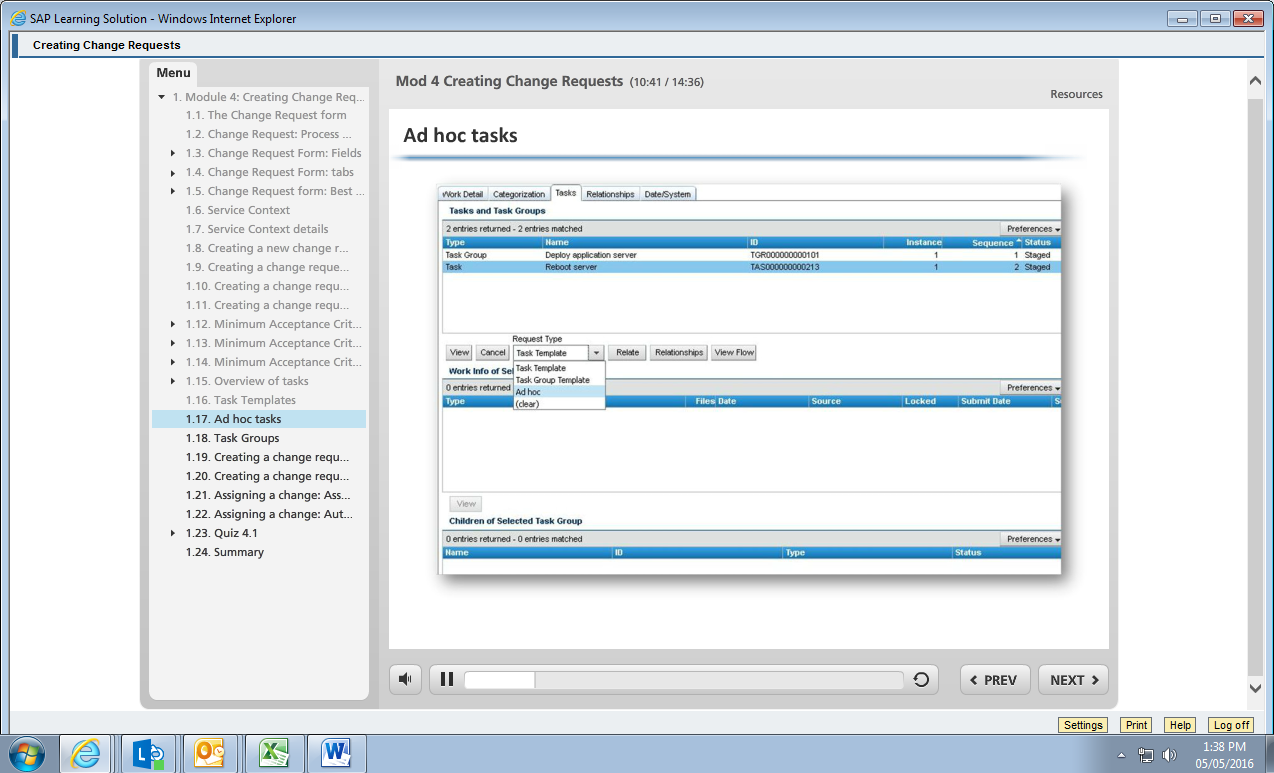 SAP Learning Solution - Windows Internet Explorer
Creating Change Requests
Menu
1. Module 4: Creating Change Req...
1.1. The Change Request form
1.2. Change Request: Process ...
1.3. Change Request Form: Fields
1.4. Change Request Form: tabs
1.5. Change Request form: Best ...
1.6. Service Context
1.7. Service Context details
1.8. Creating a new change r...
1.9. Creating a change reque...
1.10. Creating a change requ...
1.11. Creating a change requ...
1.12. Minimum Acceptance Crit...
1.13. Minimum Acceptance Crit...
1.14. Minimum Acceptance Crit...
1.15. Overview of tasks
1.16. Task Templates
1.17. Ad hoc tasks
1.18. Task Groups
1.19. Creating a change requ...
1.20. Creating a change requ...
1.21. Assigning a change: Ass...
1.22. Assigning a change: Aut...
1.23. Quiz 4.1
1.24. Summary
Mod 4 Creating Change Requests (10:41 / 14:36)
Resources
Ad hoc tasks
Work Detail Categorization Tasks Relationships Date/System
Tasks and Task Groups
2 entries returned - 2 entries matched Preferences
Type Name ID Instance Sequence Status
Task Group Deploy application server TGR000000000101 1 1 Staged
Task Reboot server TAS000000000213 1 2 Staged
Request Type
View Cancel Task Template Relate Relationships View Flow
Task Template
Task Group Template
Ad hoc
(clear)
Work Info of Sel
0 entries returned Preferences
Type Files Date Source Locked Submit Date S
View
Children of Selected Task Group
0 entries returned - 0 entries matched Preferences
Name ID Type Status
PREV NEXT
Settings Print Help Log off
1:38 PM
05/05/2016